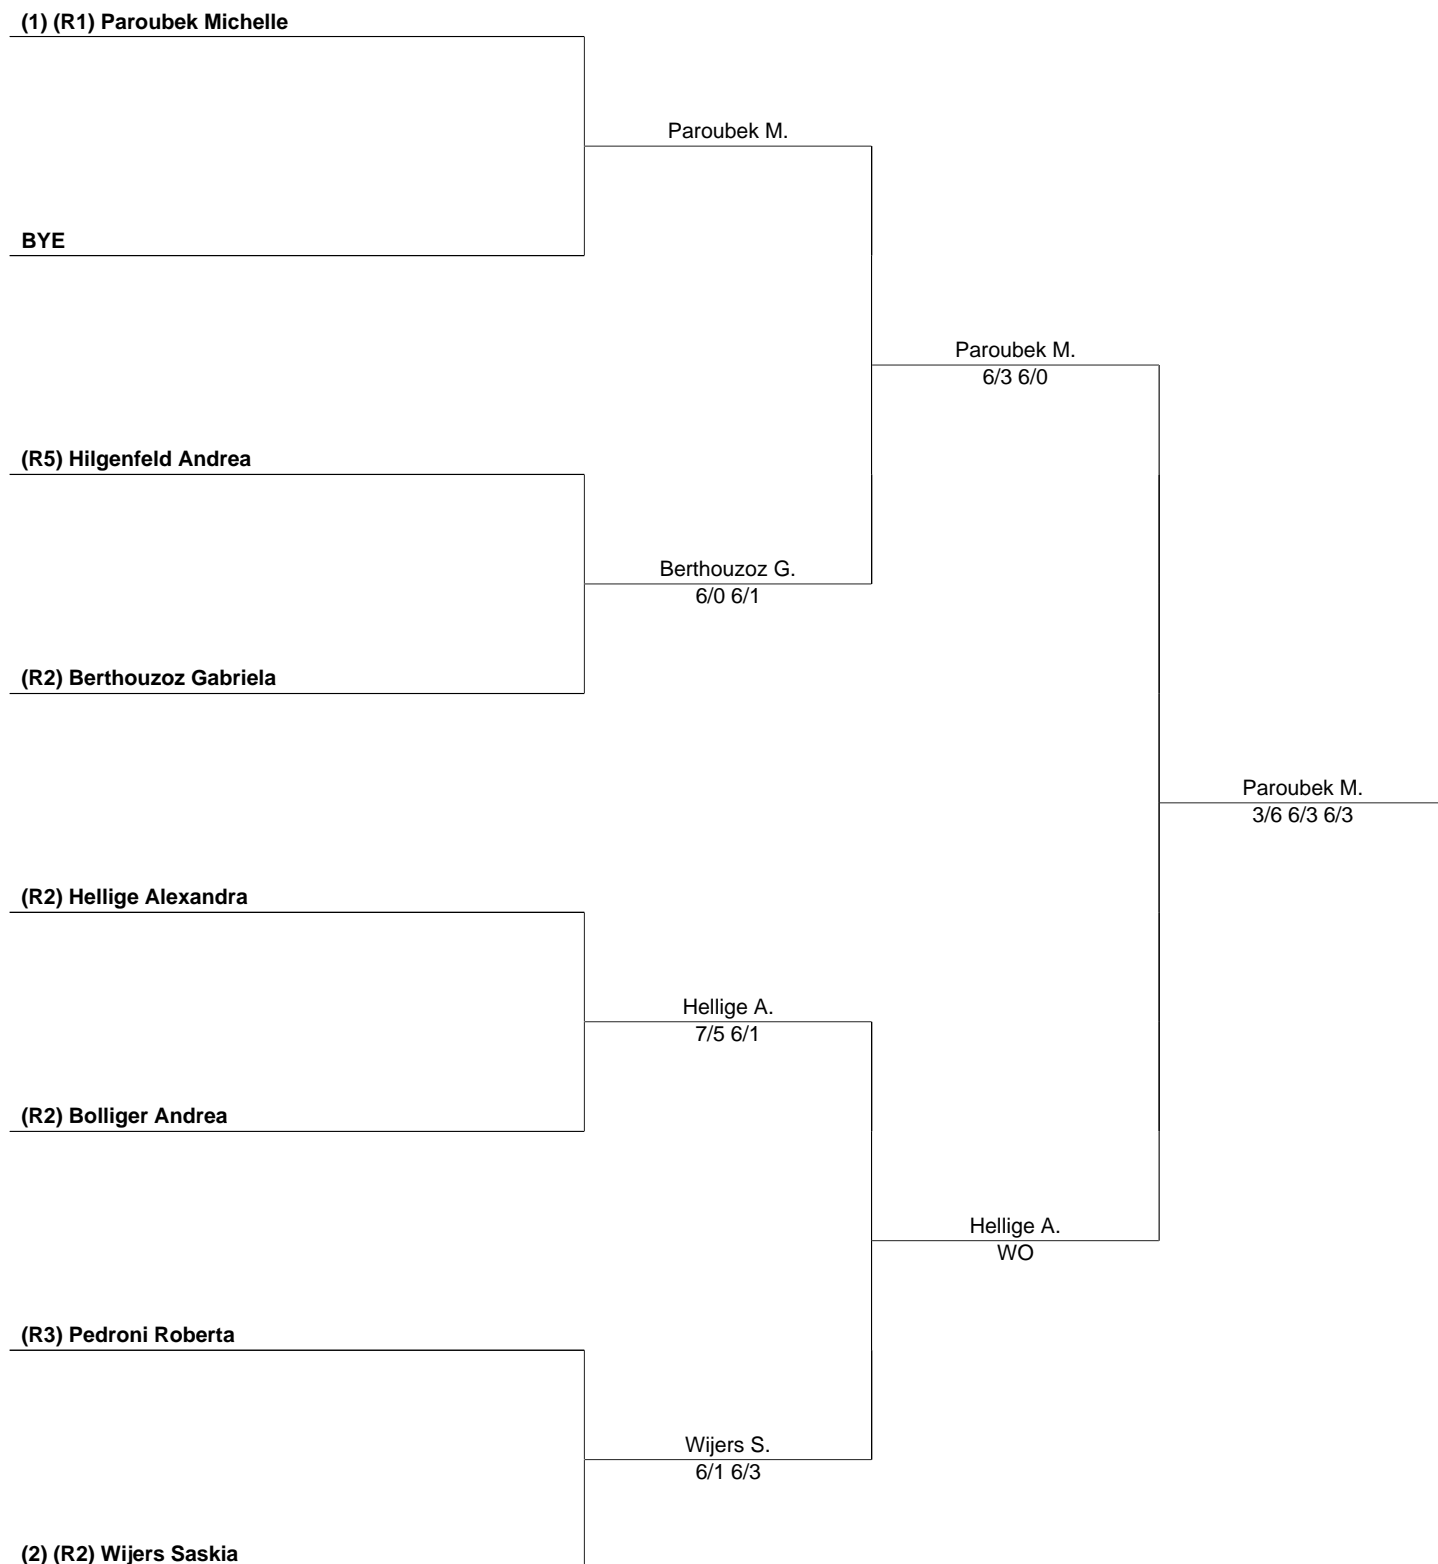 (1) (R1) Paroubek Michelle
Paroubek M.
BYE
Paroubek M.
6/3 6/0
(R5) Hilgenfeld Andrea
Berthouzoz G.
6/0 6/1
(R2) Berthouzoz Gabriela
Paroubek M.
3/6 6/3 6/3
(R2) Hellige Alexandra
Hellige A.
7/5 6/1
(R2) Bolliger Andrea
Hellige A.
WO
(R3) Pedroni Roberta
Wijers S.
6/1 6/3
(2) (R2) Wijers Saskia